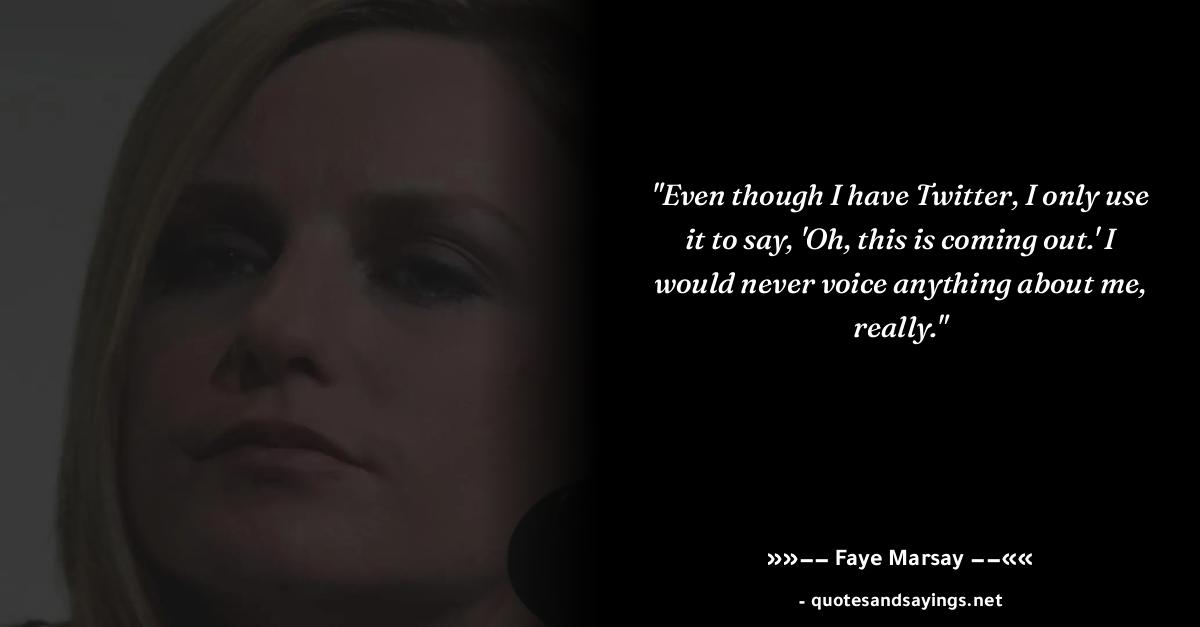 "Even though I have Twitter, I only use
it to say, 'Oh, this is coming out.' I
would never voice anything about me,
really."
»»−− Faye Marsay −−««
- quotesandsayings.net